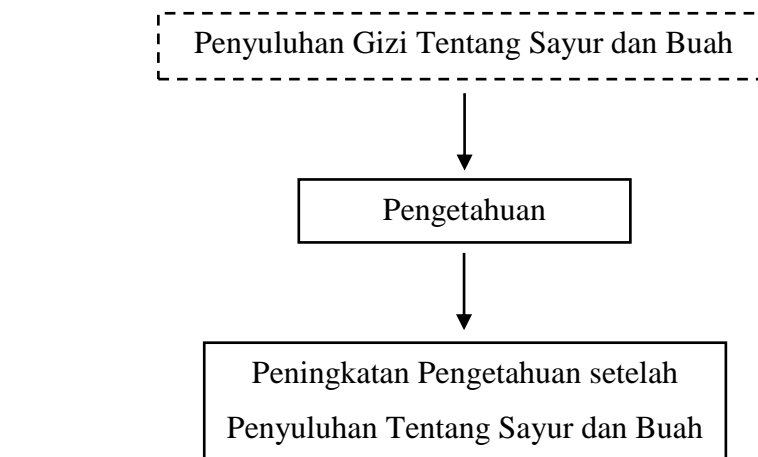 Penyuluhan Gizi Tentang Sayur dan Buah
Pengetahuan
Peningkatan Pengetahuan setelah
Penyuluhan Tentang Sayur dan Buah